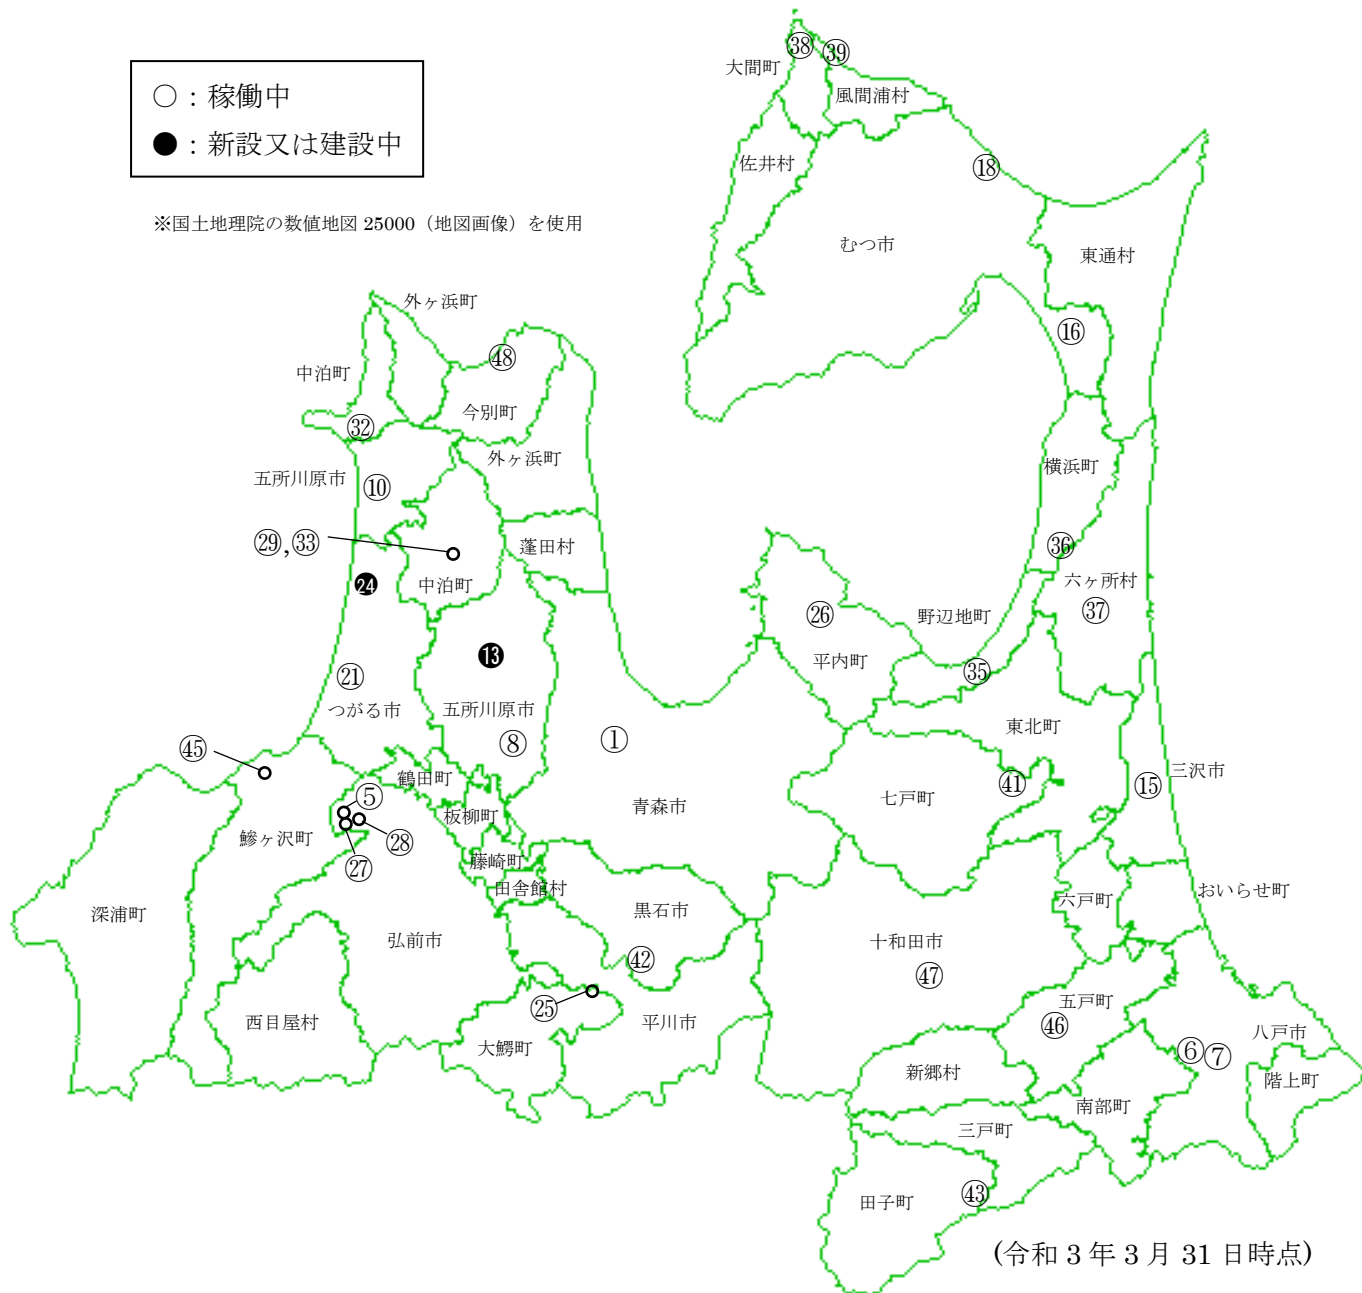 ○：稼働中
●：新設又は建設中
※国土地理院の数値地図 25000（地図画像）を使用
㊳
㊴
大間町
風間浦村
佐井村
⑱
むつ市
東通村
⑯
外ヶ浜町
㊽
中泊町
今別町
㉜
外ヶ浜町
五所川原市
⑩
横浜町
㉙,㉝
蓬田村
㊱
中泊町
24
六ヶ所村
㊲
㉖
野辺地町
平内町
13
㉟
㉑
つがる市
五所川原市
⑧
①
東北町
㊺
鶴田町
㊶
三沢市
⑮
⑤
板柳町
青森市
七戸町
鰺ヶ沢町
㉘
㉗
藤崎町
田舎館村
六戸町
おいらせ町
深浦町
黒石市
弘前市
十和田市
㊷
㊼
㉕
五戸町
西目屋村
平川市
㊻
八戸市
大鰐町
⑥⑦
新郷村
階上町
南部町
三戸町
田子町
㊸
(令和 3 年 3 月 31 日時点)